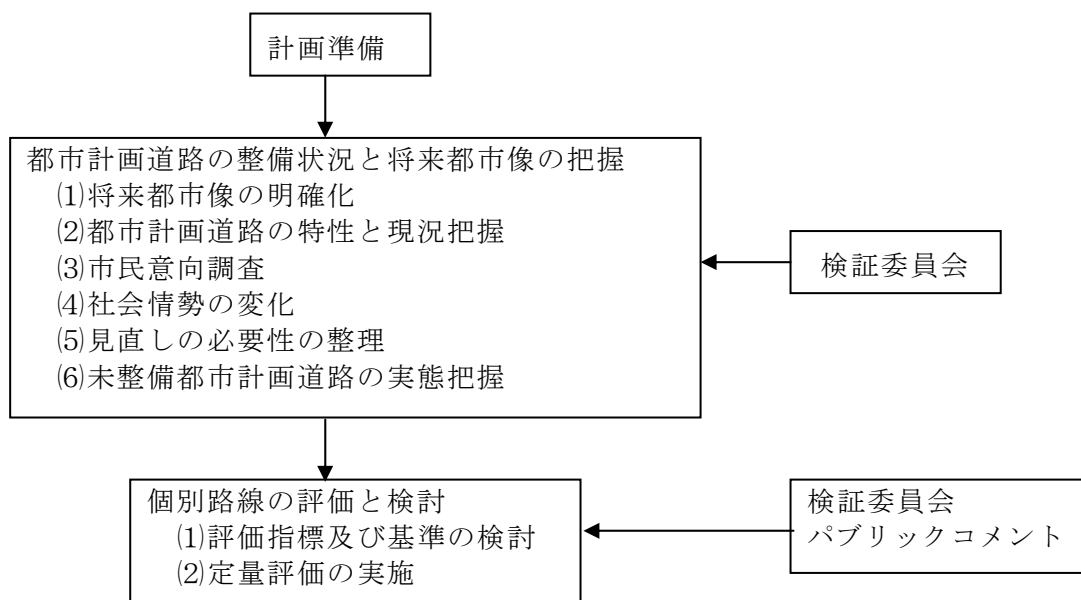 計画準備
都市計画道路の整備状況と将来都市像の把握
⑴将来都市像の明確化
⑵都市計画道路の特性と現況把握
⑶市民意向調査
⑷社会情勢の変化
⑸見直しの必要性の整理
⑹未整備都市計画道路の実態把握
検証委員会
個別路線の評価と検討
⑴評価指標及び基準の検討
⑵定量評価の実施
検証委員会
パブリックコメント